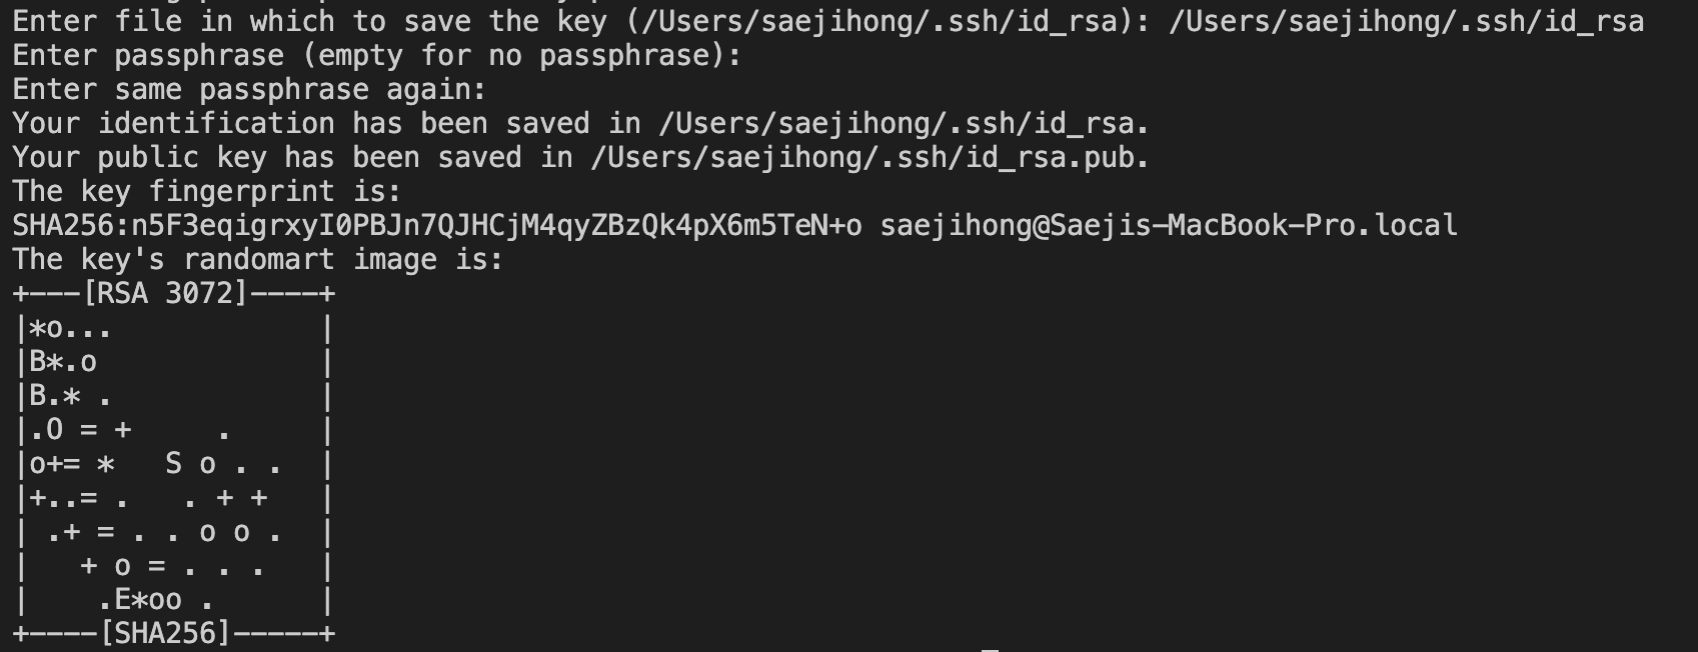 Enter file in which to save the key (/Users/saejihong/.ssh/id_rsa): /Users/saejihong/.ssh/id_rsa
Enter passphrase (empty for no passphrase):
Enter same passphrase again:
Your identification has been saved in /Users/saejihong/.ssh/id_rsa.
Your public key has been saved in /Users/saejihong/.ssh/id_rsa.pub.
The key fingerprint is:
SHA256:n5F3eqigrxyI0PBJn7QJHCjM4qyZBzQk4pX6m5TeN+o saejihong@Saejis-MacBook-Pro.local
The key's randomart image is:
+---[RSA 3072]----+
|*o...            |
|B*.o             |
|B.* .            |
|.O = +     .     |
|o+= *   S o . .  |
|+..= .   . + +   |
| .+ = . . o o .  |
|   + o = . . .   |
|    .E*oo .      |
+----[SHA256]-----+